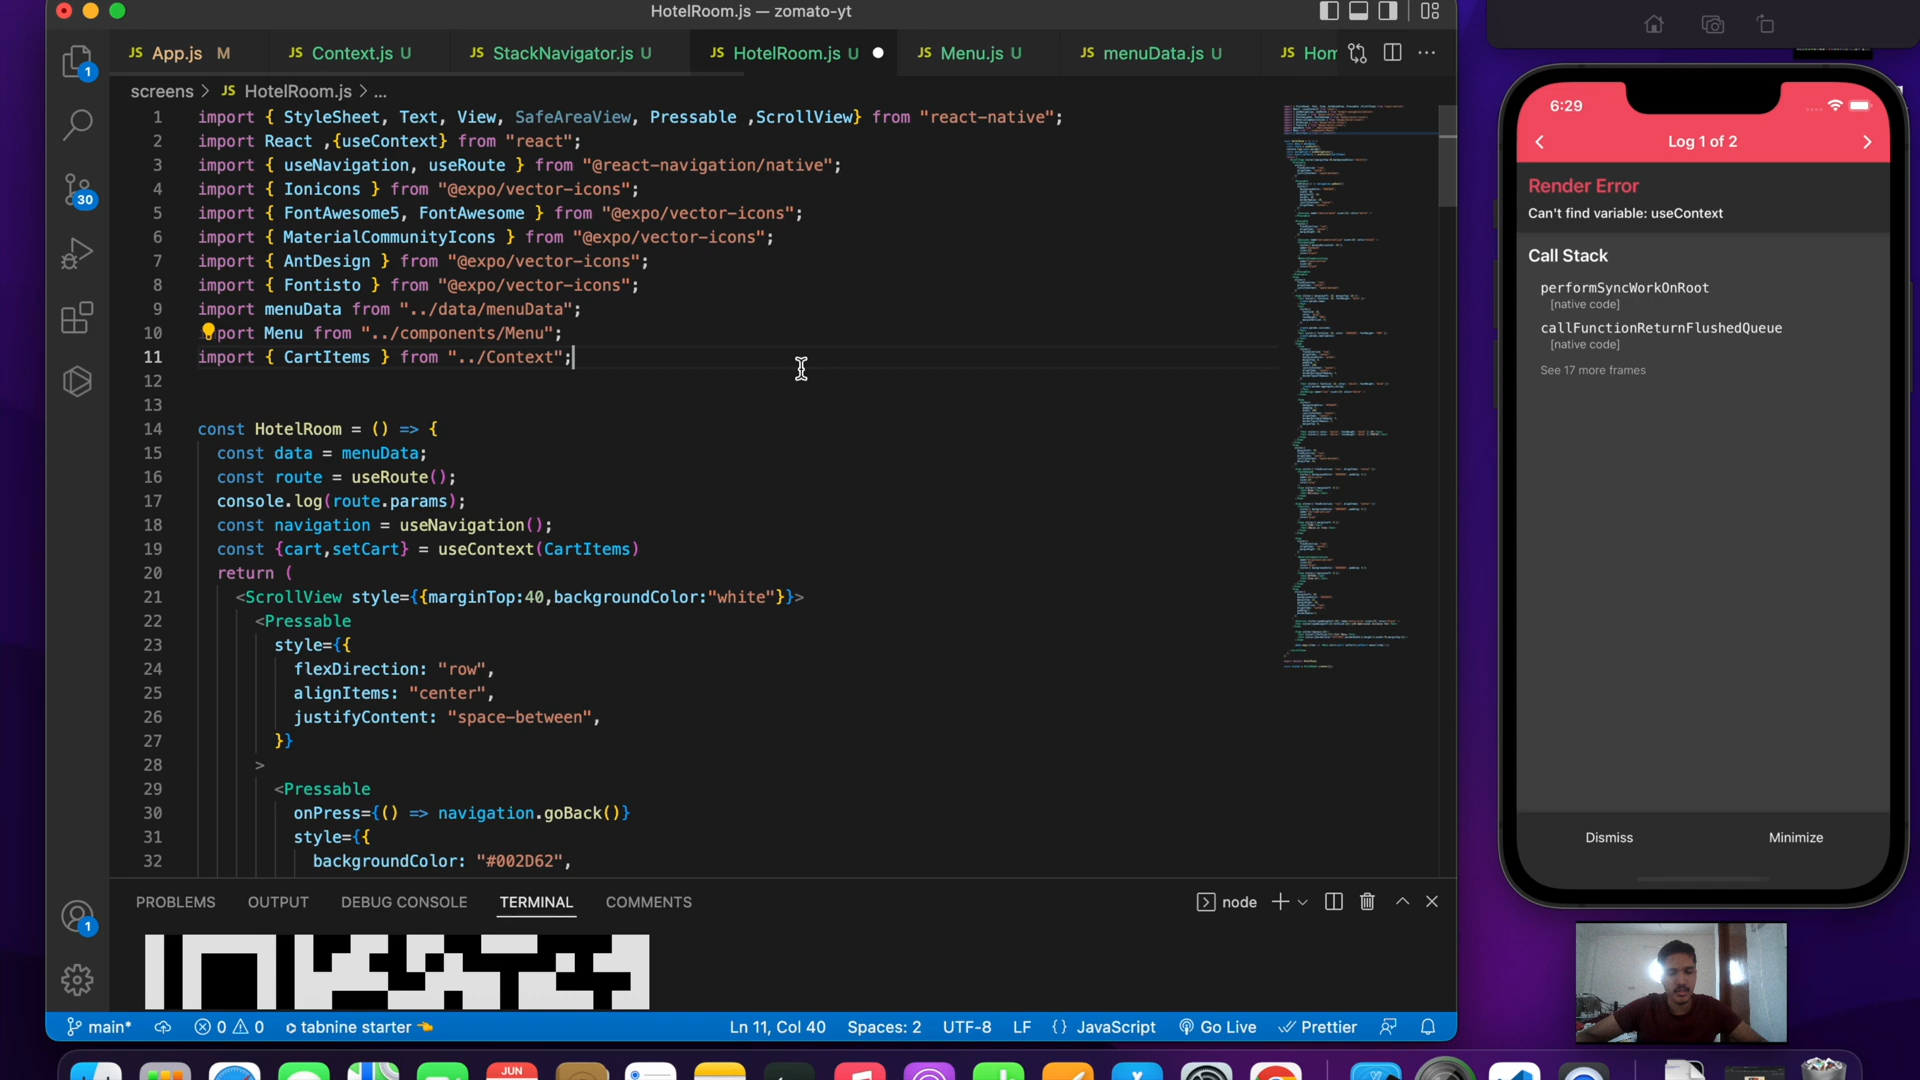 HotelRoom.js — zomato-yt
JS App.js M
JS Context.js U
JS StackNavigator.js U
JS HotelRoom.js U
JS Menu.js U
JS menuData.js U
JS Hom
screens > JS HotelRoom.js > ...
1 import { StyleSheet, Text, View, SafeAreaView, Pressable ,ScrollView} from "react-native";
2 import React ,{useContext} from "react";
3 import { useNavigation, useRoute } from "@react-navigation/native";
4 import { Ionicons } from "@expo/vector-icons";
5 import { FontAwesome5, FontAwesome } from "@expo/vector-icons";
6 import { MaterialCommunityIcons } from "@expo/vector-icons";
7 import { AntDesign } from "@expo/vector-icons";
8 import { Fontisto } from "@expo/vector-icons";
9 import menuData from "../data/menuData";
10 port Menu from "../components/Menu";
11 import { CartItems } from "../Context";
12
13
14 const HotelRoom = () => {
15 const data = menuData;
16 const route = useRoute();
17 console.log(route.params);
18 const navigation = useNavigation();
19 const {cart,setCart} = useContext(CartItems)
20 return (
21 <ScrollView style={{marginTop:40,backgroundColor:"white"}}>
22 <Pressable
23 style={{
24 flexDirection: "row",
25 alignItems: "center",
26 justifyContent: "space-between",
27 }}
28 >
29 <Pressable
30 onPress={() => navigation.goBack()}
31 style={{
32 backgroundColor: "#002D62",
PROBLEMS OUTPUT DEBUG CONSOLE TERMINAL COMMENTS
node
main* 0 0 tabnine starter Ln 11, Col 40 Spaces: 2 UTF-8 LF {} JavaScript Go Live Prettier
1
30
1
JUN
6:29
Log 1 of 2
Render Error
Can't find variable: useContext
Call Stack
performSyncWorkOnRoot
[native code]
callFunctionReturnFlushedQueue
[native code]
See 17 more frames
Dismiss Minimize